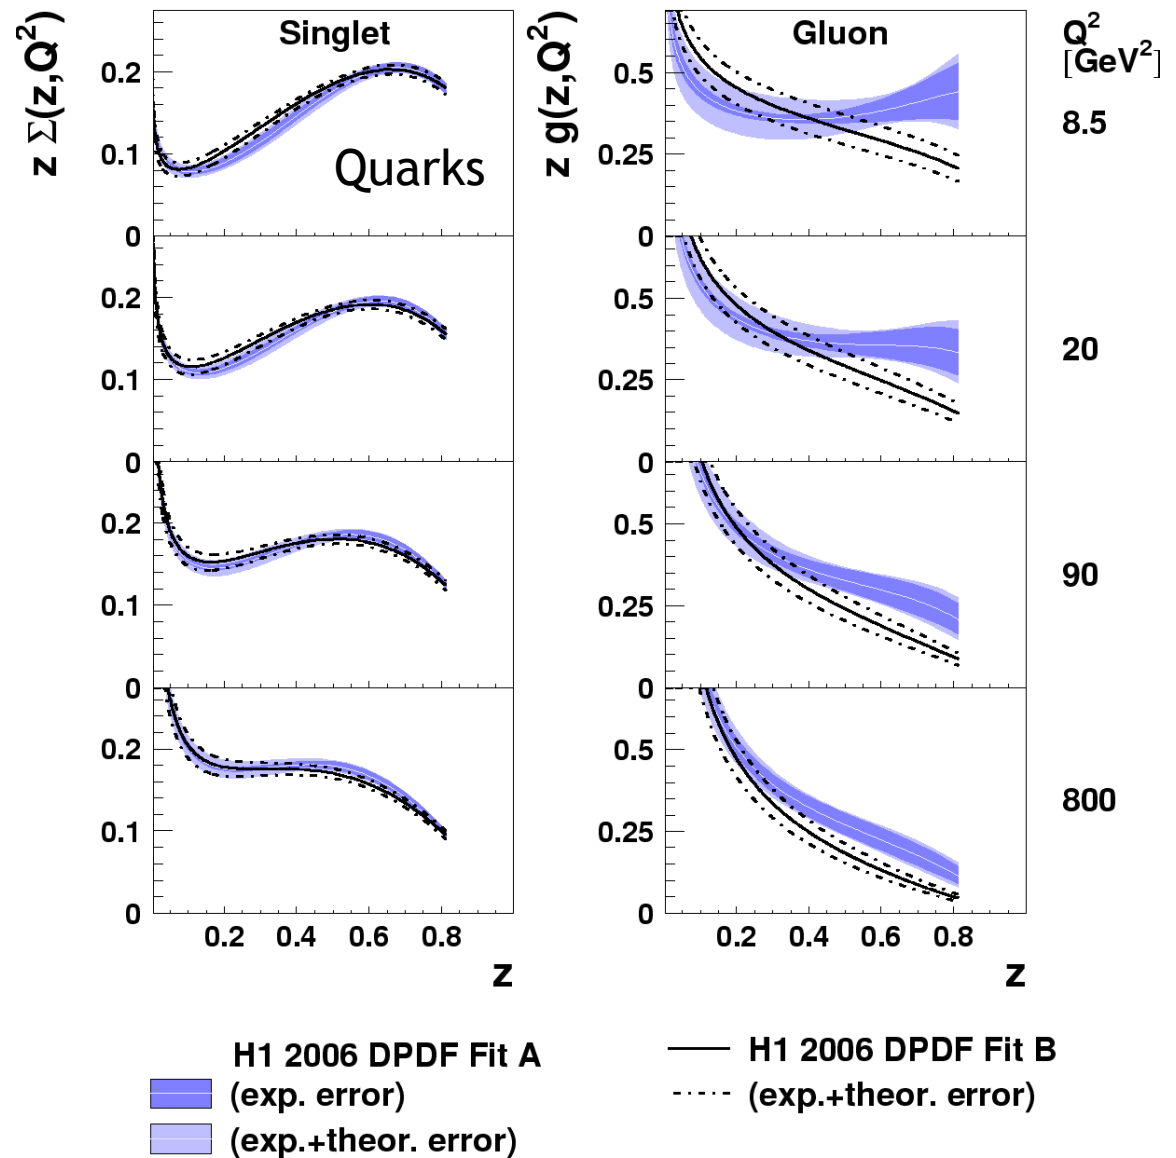 z Σ(z,Q²)
Singlet
0.2
0.1
0
Quarks
z g(z,Q²)
Gluon
0.5
0.25
Q²
[GeV²]
8.5
0.2
0.1
0
0.5
0.25
20
0.2
0.1
0
0.5
0.25
90
0.2
0.1
0
0.5
0.25
800
0.2 0.4 0.6 0.8
z
0.2 0.4 0.6 0.8
z
H1 2006 DPDF Fit A
(exp. error)
(exp.+theor. error)
H1 2006 DPDF Fit B
(exp.+theor. error)